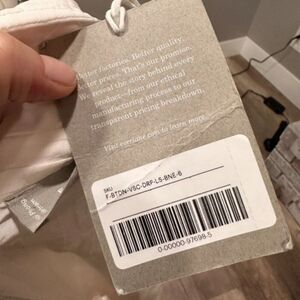 Better factories. Better quality.
Better prices. That's our promise.
We reveal the story behind every
product, from our ethical
manufacturing process to our
transparent pricing breakdown.
Visit everlane.com to learn more.
SKU
F-BTDN-VSC-DRP-LS-BNE-6
0-00000-97698-5